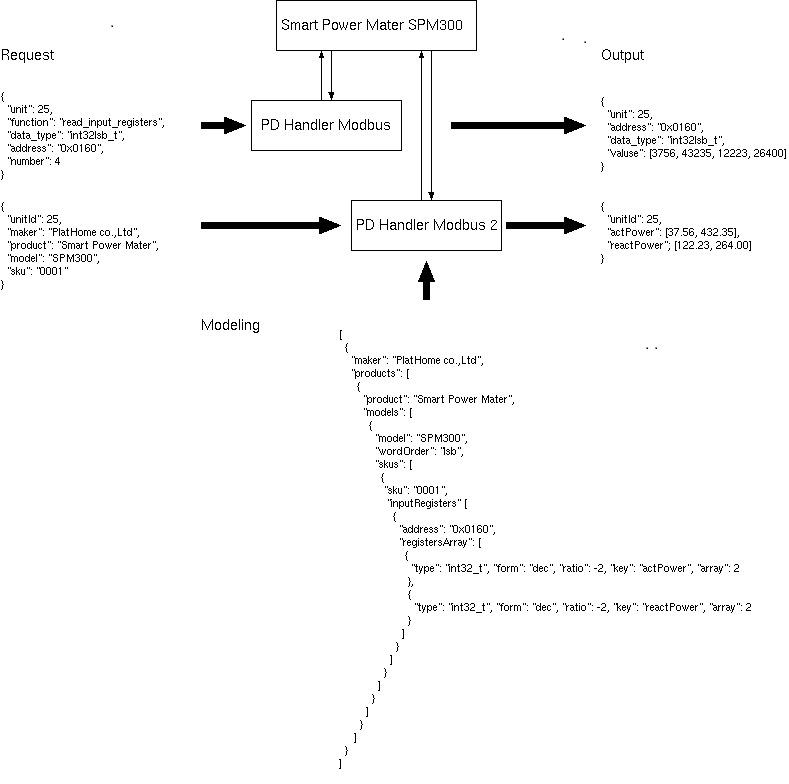 Smart Power Mater SPM300
Request
Output
{
"unit": 25,
"function": "read_input_registers",
"data_type": "int32lsb_t",
"address": "0x0160",
"number": 4
}
PD Handler Modbus
{
"unit": 25,
"address": "0x0160",
"data_type": "int32lsb_t",
"valuse": [3756, 43235, 12223, 26400]
}
{
"unitId": 25,
"maker": "PlatHome co.,Ltd",
"product": "Smart Power Mater",
"model": "SPM300",
"sku": "0001"
}
PD Handler Modbus 2
{
"unitId": 25,
"actPower": [37.56, 432.35],
"reactPower"; [122.23, 264.00]
}
Modeling
[
{
"maker": "PlatHome co.,Ltd",
"products": [
{
"product": "Smart Power Mater",
"models": [
{
"model": "SPM300",
"wordOrder": "lsb",
"skus": [
{
"sku": "0001",
"inputRegisters" [
{
"address": "0x0160",
"registersArray": [
{
"type": "int32_t", "form": "dec", "ratio": -2, "key": "actPower", "array": 2
},
{
"type": "int32_t", "form": "dec", "ratio": -2, "key": "reactPower", "array": 2
}
]
}
]
}
]
}
]
}
]
}
]